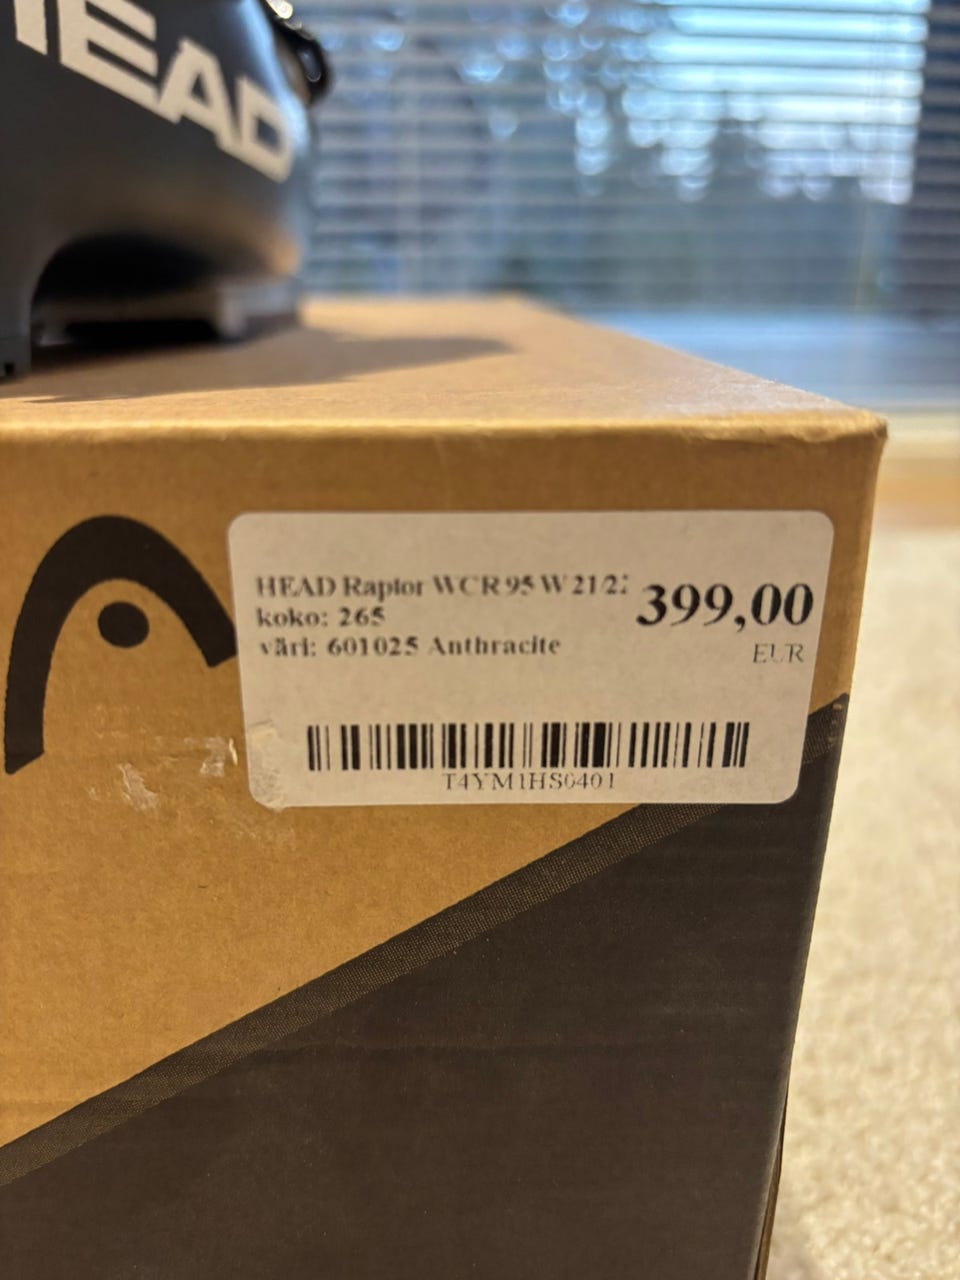 HEAD
HEAD Raptor WCR 95 W 21/22
399,00
koko: 265
väri: 601025 Anthracite
EUR
T4YM1HS0401